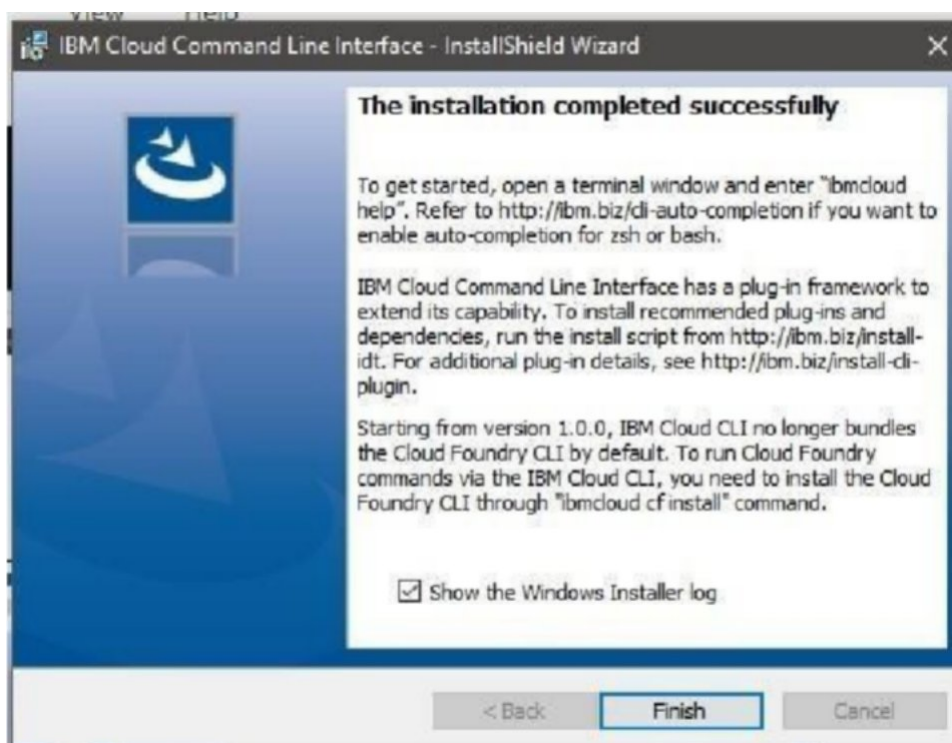 View Help
IBM Cloud Command Line Interface - InstallShield Wizard
The installation completed successfully
To get started, open a terminal window and enter "ibmcloud
help". Refer to http://ibm.biz/cli-auto-completion if you want to
enable auto-completion for zsh or bash.
IBM Cloud Command Line Interface has a plug-in framework to
extend its capability. To install recommended plug-ins and
dependencies, run the install script from http://ibm.biz/install-
idt. For additional plug-in details, see http://ibm.biz/install-cli-
plugin.
Starting from version 1.0.0, IBM Cloud CLI no longer bundles
the Cloud Foundry CLI by default. To run Cloud Foundry
commands via the IBM Cloud CLI, you need to install the Cloud
Foundry CLI through "ibmcloud cf install" command.
Show the Windows Installer log
< Back Finish Cancel